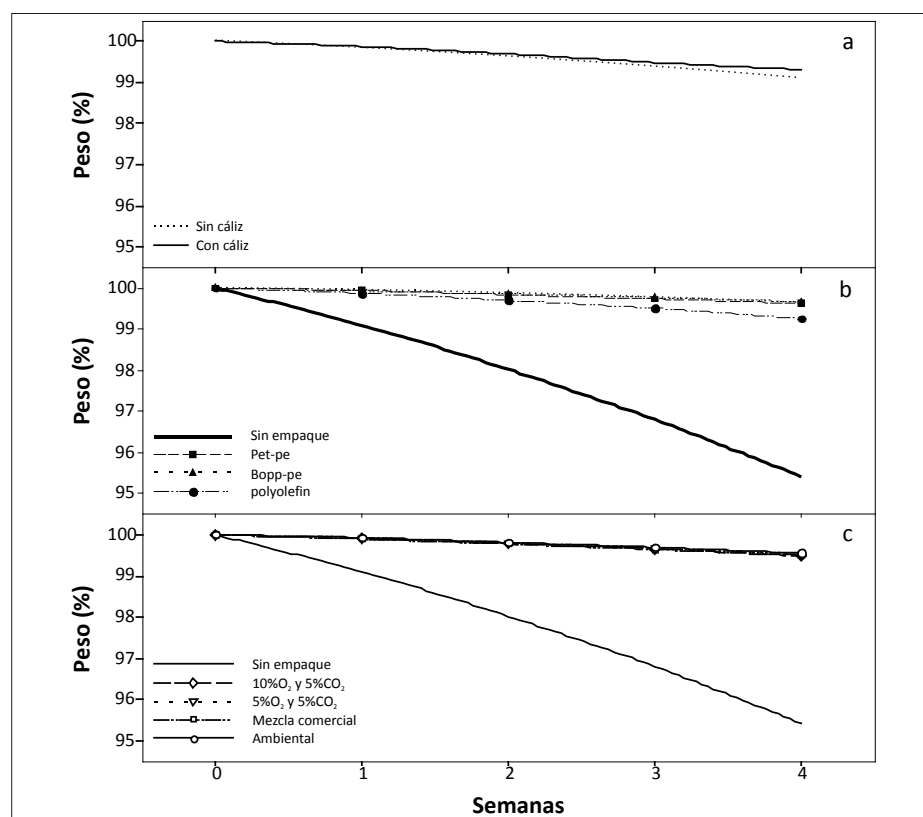 a
100
99
98
97
96
95
Peso (%)
Sin cáliz
Con cáliz
b
100
99
98
97
96
95
Peso (%)
Sin empaque
Pet-pe
Bopp-pe
polyolefin
c
100
99
98
97
96
95
Peso (%)
Sin empaque
10%O₂ y 5%CO₂
5%O₂ y 5%CO₂
Mezcla comercial
Ambiental
0 1 2 3 4
Semanas